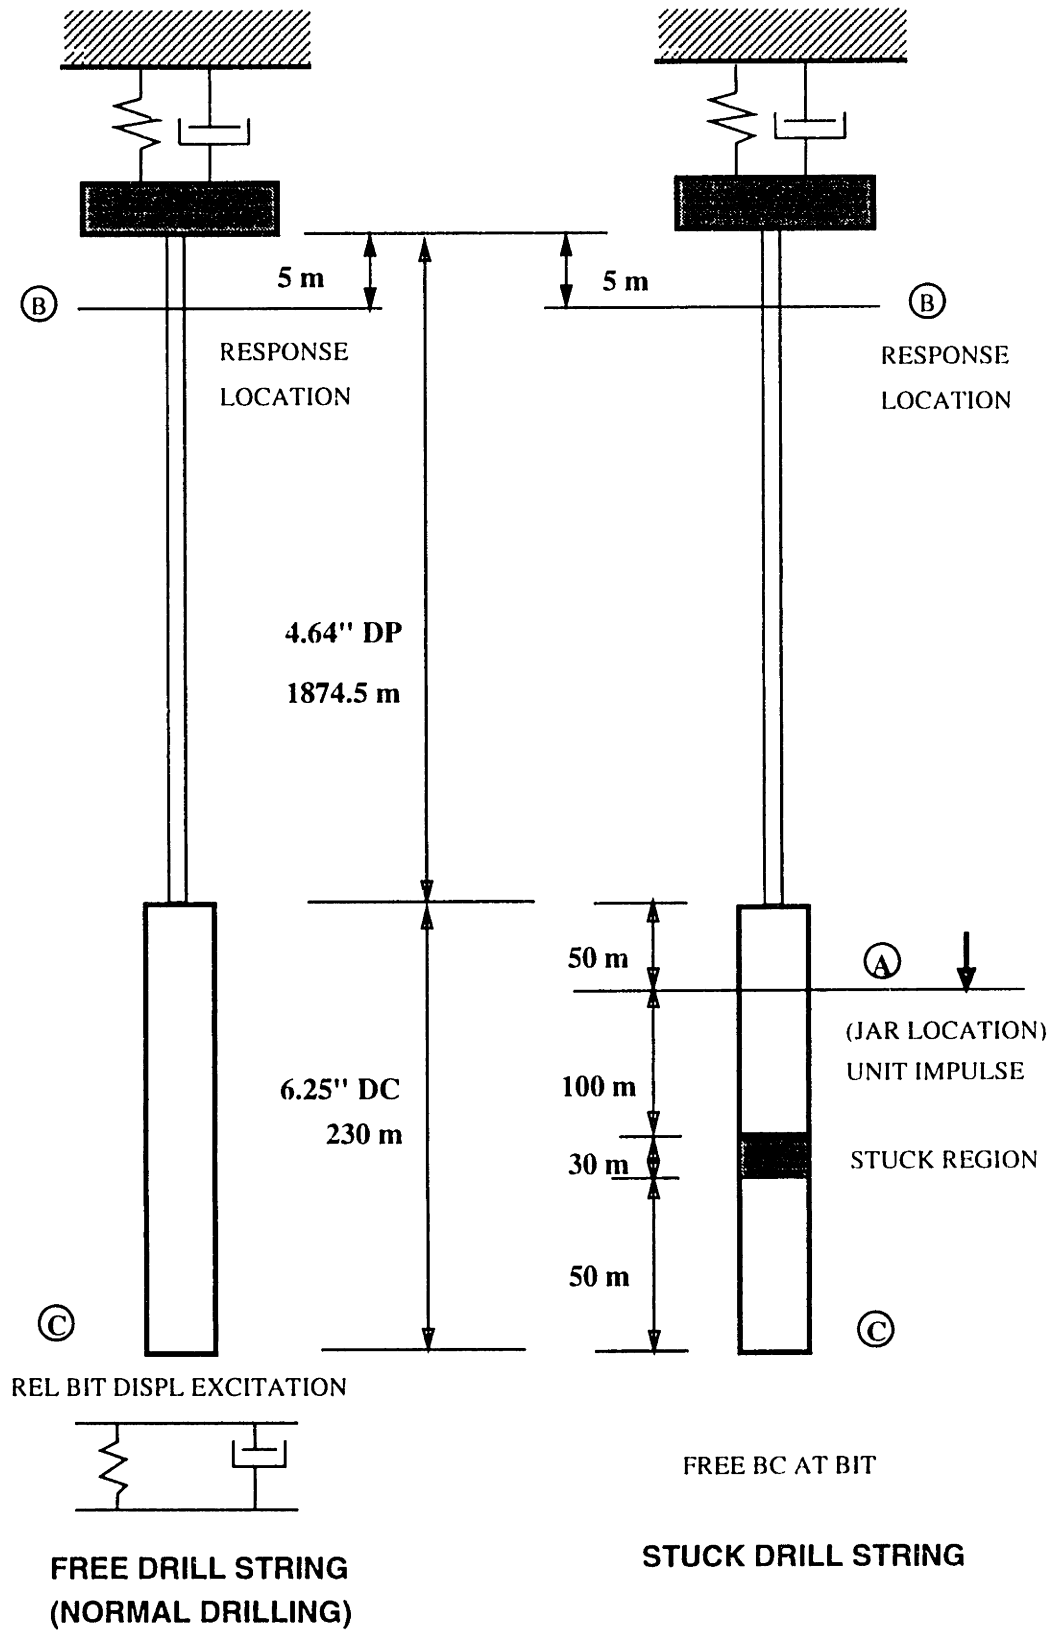 5 m
5 m
B
B
RESPONSE
LOCATION
RESPONSE
LOCATION
4.64" DP
1874.5 m
50 m
A
(JAR LOCATION)
UNIT IMPULSE
6.25" DC
230 m
100 m
30 m
STUCK REGION
50 m
C
C
REL BIT DISPL EXCITATION
FREE BC AT BIT
FREE DRILL STRING
(NORMAL DRILLING)
STUCK DRILL STRING